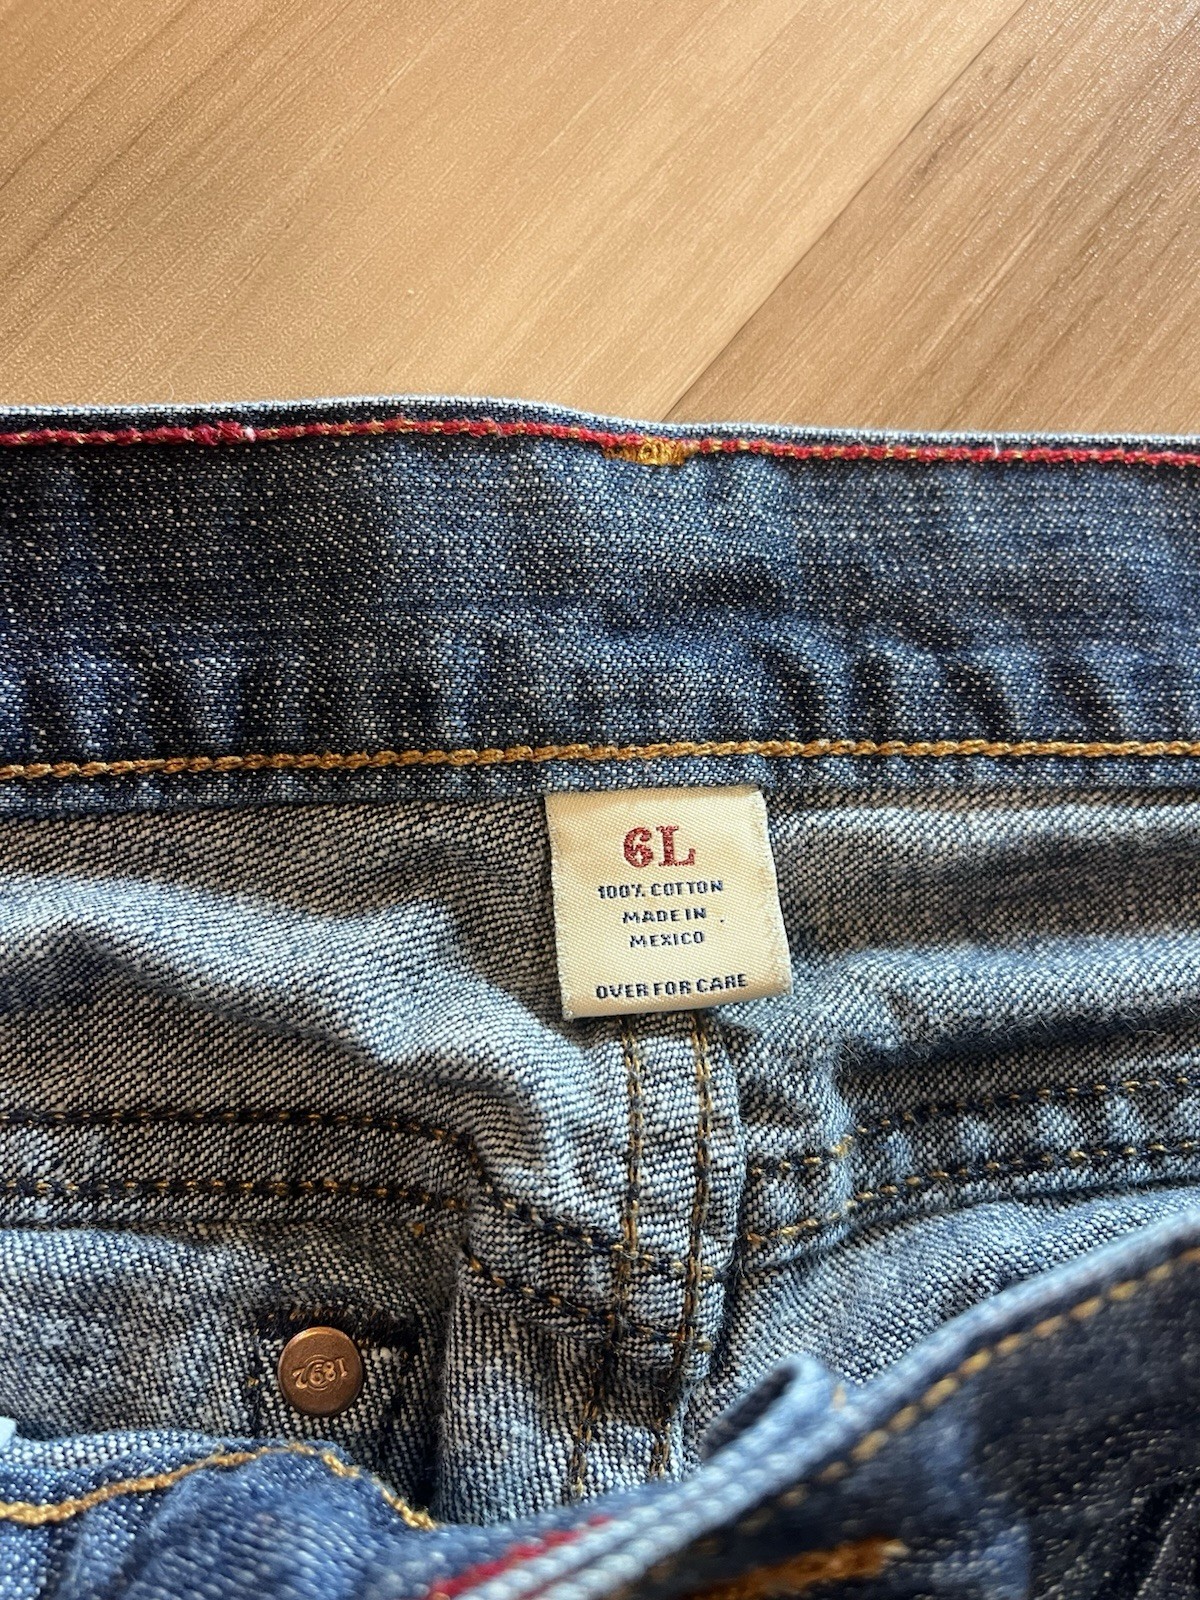 6L
100% COTTON
MADE IN
MEXICO
OVER FOR CARE
1892